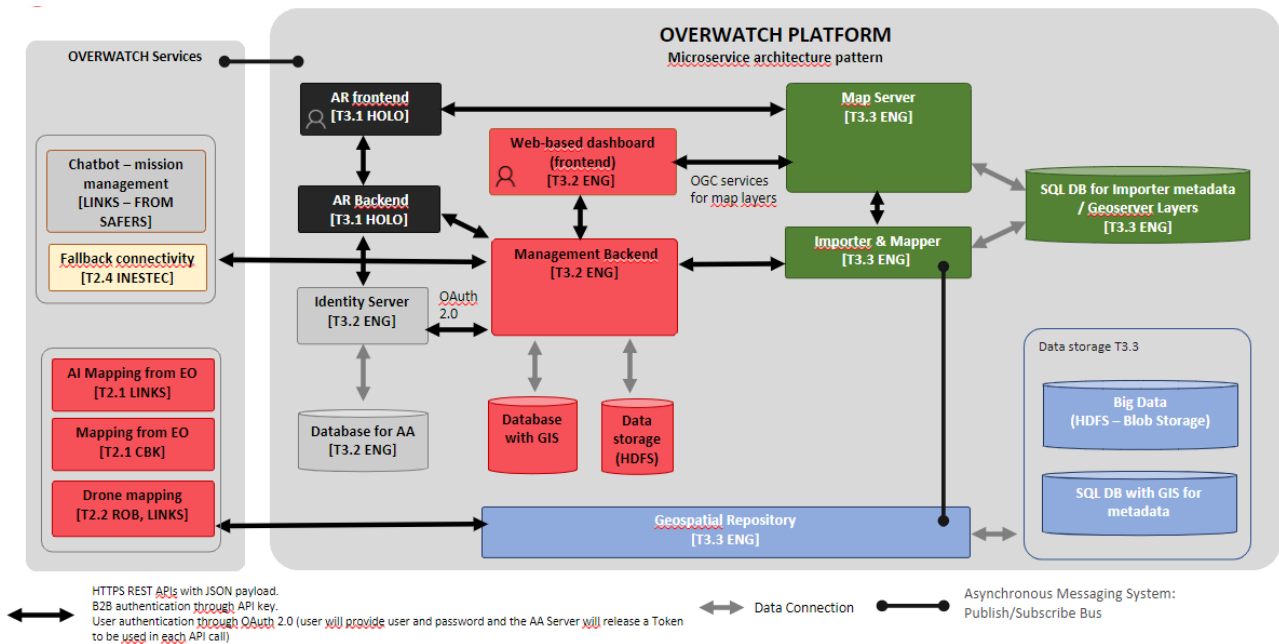 OVERWATCH PLATFORM
Microservice architecture pattern
OVERWATCH Services
Chatbot – mission
management
[LINKS – FROM
SAFERS]
Fallback connectivity
[T2.4 INESTEC]
AI Mapping from EO
[T2.1 LINKS]
Mapping from EO
[T2.1 CBK]
Drone mapping
[T2.2 ROB, LINKS]
AR frontend
[T3.1 HOLO]
AR Backend
[T3.1 HOLO]
Identity Server
[T3.2 ENG]
OAuth
2.0
Database for AA
[T3.2 ENG]
Web-based dashboard
(frontend)
[T3.2 ENG]
OGC services
for map layers
Management Backend
[T3.2 ENG]
Database
with GIS
Data
storage
(HDFS)
Map Server
[T3.3 ENG]
Importer & Mapper
[T3.3 ENG]
SQL DB for Importer metadata
/ Geoserver Layers
[T3.3 ENG]
Data storage T3.3
Big Data
(HDFS – Blob Storage)
SQL DB with GIS for
metadata
Geospatial Repository
[T3.3 ENG]
HTTPS REST APIs with JSON payload.
B2B authentication through API key.
User authentication through OAuth 2.0 (user will provide user and password and the AA Server will release a Token
to be used in each API call)
Data Connection
Asynchronous Messaging System:
Publish/Subscribe Bus